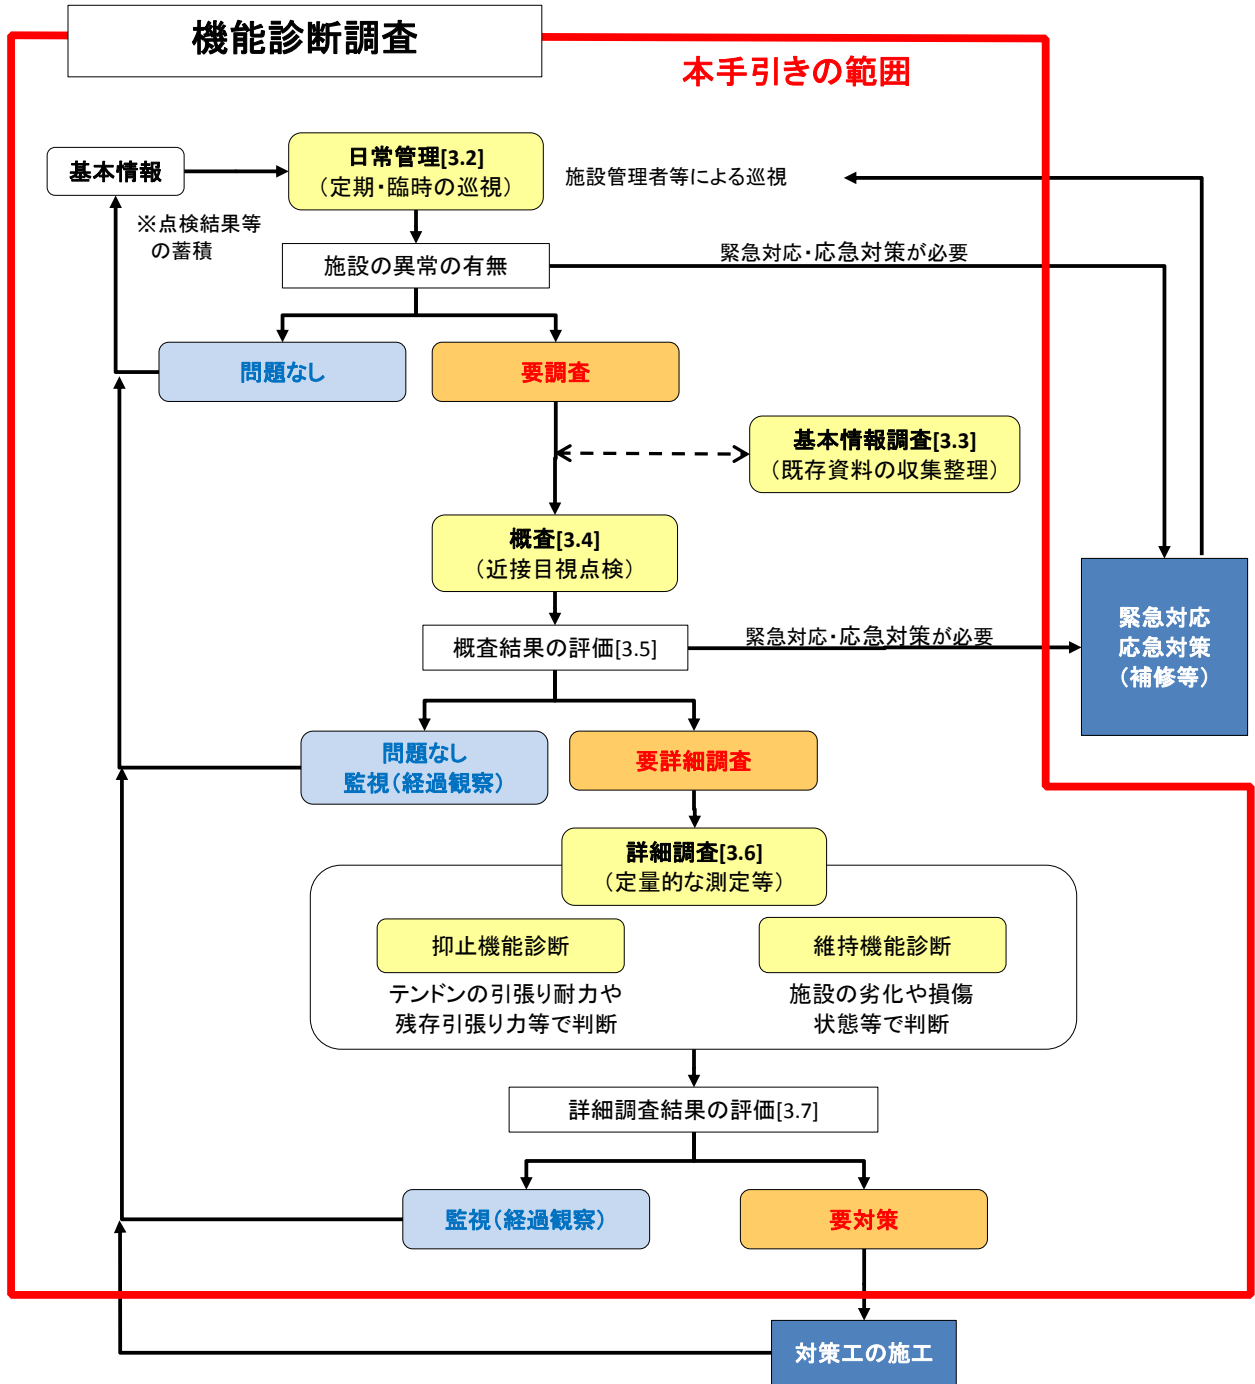 機能診断調査
本手引きの範囲
基本情報
日常管理[3.2]
（定期・臨時の巡視）
施設管理者等による巡視
※点検結果等
の蓄積
施設の異常の有無
緊急対応・応急対策が必要
問題なし
要調査
基本情報調査[3.3]
（既存資料の収集整理）
概査[3.4]
（近接目視点検）
概査結果の評価[3.5]
緊急対応・応急対策が必要
緊急対応
応急対策
（補修等）
問題なし
監視（経過観察）
要詳細調査
詳細調査[3.6]
（定量的な測定等）
抑止機能診断
テンドンの引張り耐力や
残存引張り力等で判断
維持機能診断
施設の劣化や損傷
状態等で判断
詳細調査結果の評価[3.7]
監視（経過観察）
要対策
対策工の施工